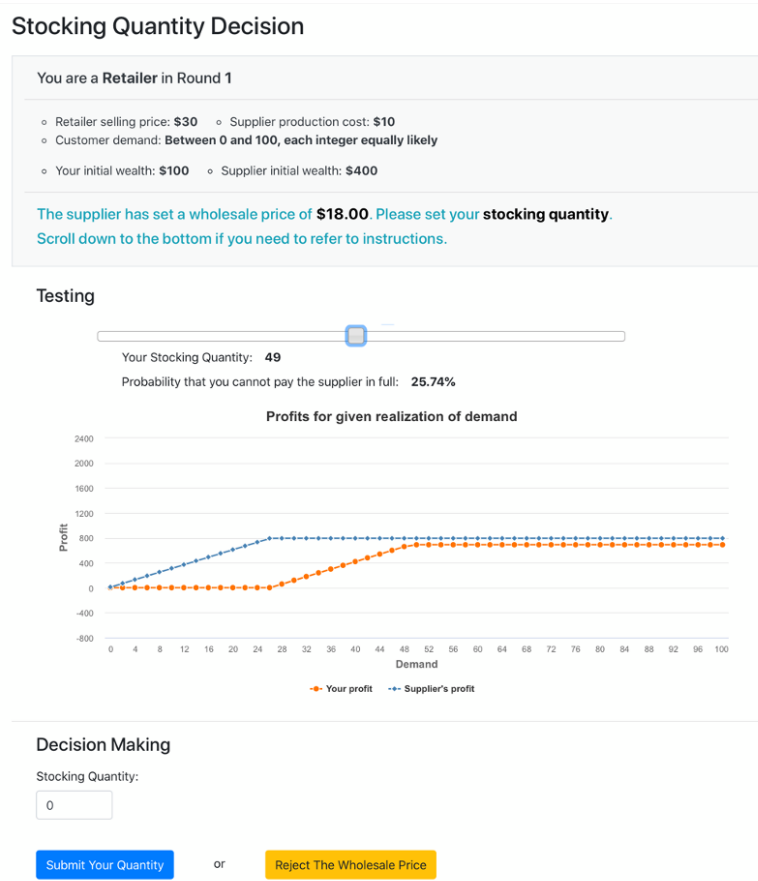 Stocking Quantity Decision
You are a Retailer in Round 1
Retailer selling price: $30 Supplier production cost: $10
Customer demand: Between 0 and 100, each integer equally likely
Your initial wealth: $100 Supplier initial wealth: $400
The supplier has set a wholesale price of $18.00. Please set your stocking quantity.
Scroll down to the bottom if you need to refer to instructions.
Testing
Your Stocking Quantity: 49
Probability that you cannot pay the supplier in full: 25.74%
Profits for given realization of demand
2400
2000
1600
1200
800
400
0
-400
-800
Profit
0 4 8 12 16 20 24 28 32 36 40 44 48 52 56 60 64 68 72 76 80 84 88 92 96 100
Demand
Your profit Supplier's profit
Decision Making
Stocking Quantity:
0
Submit Your Quantity or Reject The Wholesale Price